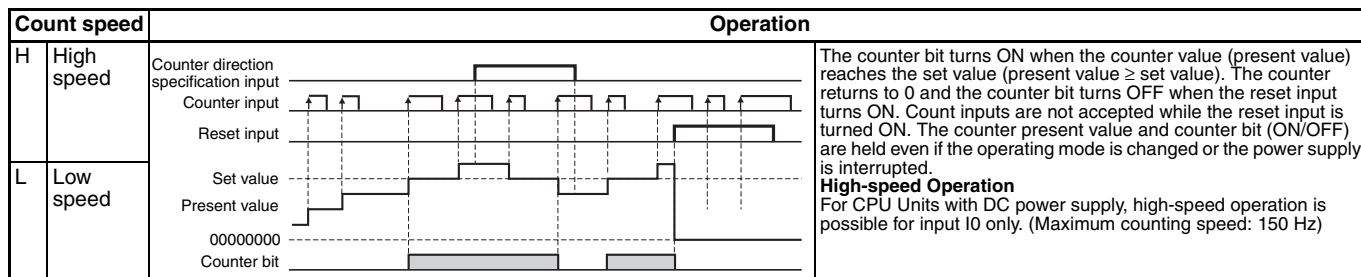 Count speed
Operation
H
High speed
L
Low speed
Counter direction
specification input
Counter input
Reset input
Set value
Present value
00000000
Counter bit
The counter bit turns ON when the counter value (present value)
reaches the set value (present value ≥ set value). The counter
returns to 0 and the counter bit turns OFF when the reset input
turns ON. Count inputs are not accepted while the reset input is
turned ON. The counter present value and counter bit (ON/OFF)
are held even if the operating mode is changed or the power supply
is interrupted.
High-speed Operation
For CPU Units with DC power supply, high-speed operation is
possible for input I0 only. (Maximum counting speed: 150 Hz)